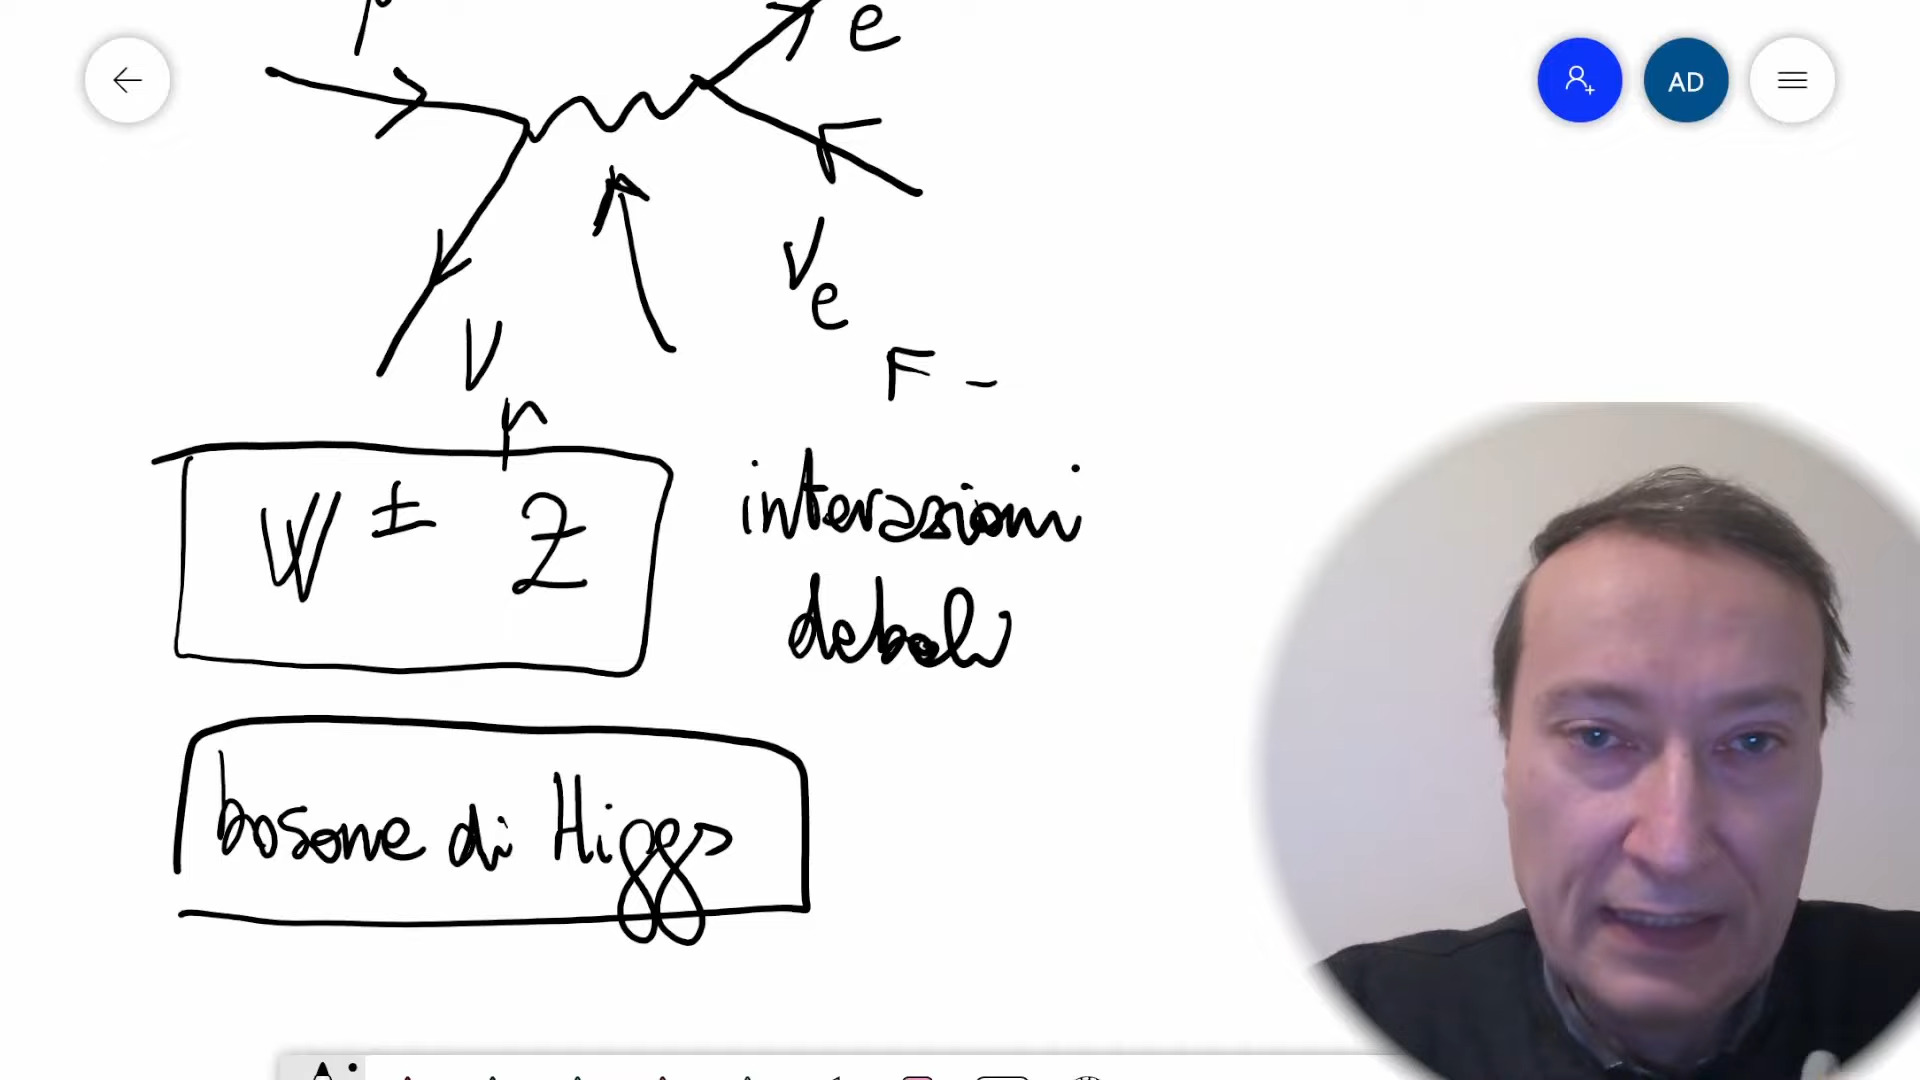 e
AD
ν
e
F -
ν
μ
W ± Z
interazioni
deboli
bosone di Higgs